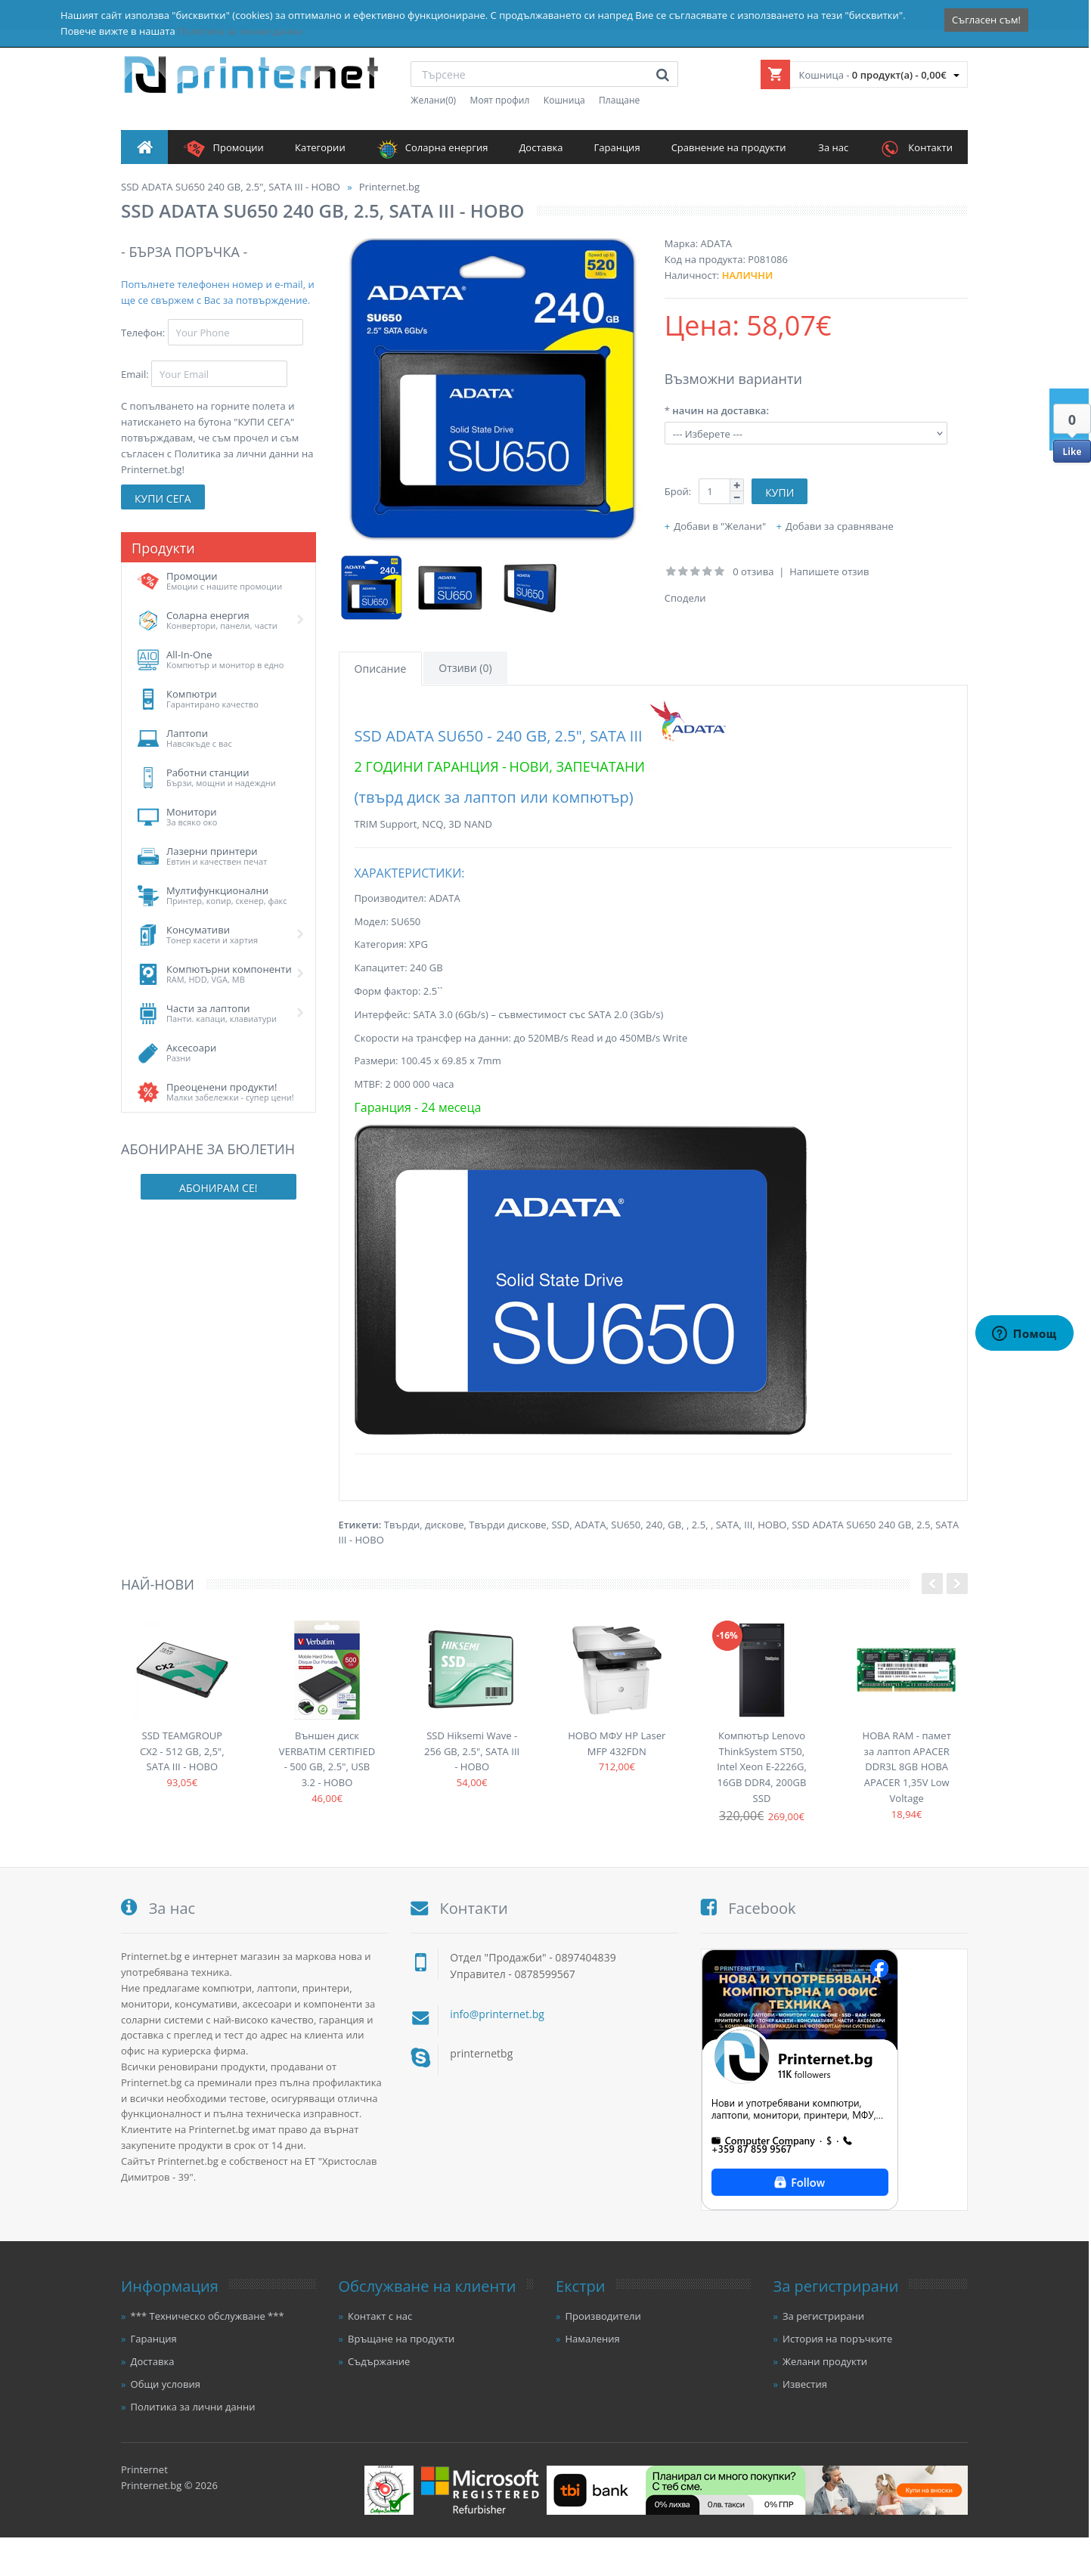 Нашият сайт използва "бисквитки" (cookies) за оптимално и ефективно функциониране. С продължаването си напред Вие се съгласявате с използването на тези "бисквитки".
Повече вижте в нашата
Съгласен съм!
printernet
Търсене
Кошница - 0 продукт(а) - 0,00€
Желани(0) Моят профил Кошница Плащане
Промоции Категории Соларна енергия Доставка Гаранция Сравнение на продукти За нас Контакти
SSD ADATA SU650 240 GB, 2.5", SATA III - НОВО » Printernet.bg
SSD ADATA SU650 240 GB, 2.5, SATA III - НОВО
- БЪРЗА ПОРЪЧКА -
Попълнете телефонен номер и e-mail, и
ще се свържем с Вас за потвърждение.
Телефон: Your Phone
Email: Your Email
С попълването на горните полета и
натискането на бутона "КУПИ СЕГА"
потвърждавам, че съм прочел и съм
съгласен с Политика за лични данни на
Printernet.bg!
КУПИ СЕГА
Speed up to
520
MB/s
ADATA
240GB
SU650
2.5" SATA 6Gb/s
ADATA
Solid State Drive
SU650
Марка: ADATA
Код на продукта: P081086
Наличност: НАЛИЧНИ
Цена: 58,07€
Възможни варианти
* начин на доставка:
--- Изберете ---
Брой: 1 КУПИ
+ Добави в "Желани" + Добави за сравняване
0 отзива | Напишете отзив
Сподели
0
Like
Продукти
Промоции
Емоции с нашите промоции
Соларна енергия
Конвертори, панели, части
All-In-One
Компютър и монитор в едно
Компютри
Гарантирано качество
Лаптопи
Навсякъде с вас
Работни станции
Бързи, мощни и надеждни
Монитори
За всяко око
Лазерни принтери
Евтин и качествен печат
Мултифункционални
Принтер, копир, скенер, факс
Консумативи
Тонер касети и хартия
Компютърни компоненти
RAM, HDD, VGA, MB
Части за лаптопи
Панти, капаци, клавиатури
Аксесоари
Разни
Преоценени продукти!
Малки забележки - супер цени!
АБОНИРАНЕ ЗА БЮЛЕТИН
АБОНИРАМ СЕ!
Описание Отзиви (0)
SSD ADATA SU650 - 240 GB, 2.5", SATA III ADATA
2 ГОДИНИ ГАРАНЦИЯ - НОВИ, ЗАПЕЧАТАНИ
(твърд диск за лаптоп или компютър)
TRIM Support, NCQ, 3D NAND
ХАРАКТЕРИСТИКИ:
Производител: ADATA
Модел: SU650
Категория: XPG
Капацитет: 240 GB
Форм фактор: 2.5``
Интерфейс: SATA 3.0 (6Gb/s) – съвместимост със SATA 2.0 (3Gb/s)
Скорости на трансфер на данни: до 520MB/s Read и до 450MB/s Write
Размери: 100.45 x 69.85 x 7mm
MTBF: 2 000 000 часа
Гаранция - 24 месеца
ADATA
Solid State Drive
SU650
Помощ
Етикети: Твърди, дискове, Твърди дискове, SSD, ADATA, SU650, 240, GB, , 2.5, , SATA, III, НОВО, SSD ADATA SU650 240 GB, 2.5, SATA
III - НОВО
НАЙ-НОВИ
SSD TEAMGROUP
CX2 - 512 GB, 2,5",
SATA III - НОВО
93,05€
Външен диск
VERBATIM CERTIFIED
- 500 GB, 2.5", USB
3.2 - НОВО
46,00€
SSD Hiksemi Wave -
256 GB, 2.5", SATA III
- НОВО
54,00€
НОВО МФУ HP Laser
MFP 432FDN
712,00€
-16%
Компютър Lenovo
ThinkSystem ST50,
Intel Xeon E-2226G,
16GB DDR4, 200GB
SSD
320,00€ 269,00€
НОВА RAM - памет
за лаптоп APACER
DDR3L 8GB НОВА
APACER 1,35V Low
Voltage
18,94€
За нас
Printernet.bg е интернет магазин за маркова нова и
употребявана техника.
Ние предлагаме компютри, лаптопи, принтери,
монитори, консумативи, аксесоари и компоненти за
соларни системи с най-високо качество, гаранция и
доставка с преглед и тест до адрес на клиента или
офис на куриерска фирма.
Всички реновирани продукти, продавани от
Printernet.bg са преминали през пълна профилактика
и всички необходими тестове, осигуряващи отлична
функционалност и пълна техническа изправност.
Клиентите на Printernet.bg имат право да върнат
закупените продукти в срок от 14 дни.
Сайтът Printernet.bg е собственост на ЕТ "Христослав
Димитров - 39".
Контакти
Отдел "Продажби" - 0897404839
Управител - 0878599567
info@printernet.bg
printernetbg
Facebook
PRINTERNET.BG
НОВА И УПОТРЕБЯВАНА
КОМПЮТЪРНА И ОФИС
ТЕХНИКА
Printernet.bg
11K followers
Нови и употребявани компютри,
лаптопи, монитори, принтери, МФУ,...
Computer Company · $ ·
+359 87 859 9567
Follow
Информация
» *** Техническо обслужване ***
» Гаранция
» Доставка
» Общи условия
» Политика за лични данни
Обслужване на клиенти
» Контакт с нас
» Връщане на продукти
» Съдържание
Екстри
» Производители
» Намаления
За регистрирани
» За регистрирани
» История на поръчките
» Желани продукти
» Известия
Printernet
Printernet.bg © 2026
Microsoft
REGISTERED
Refurbisher
tbi bank
Планирал си много покупки?
С теб сме.
0% лихва 0лв. такси 0% ГПР
Купи на вноски